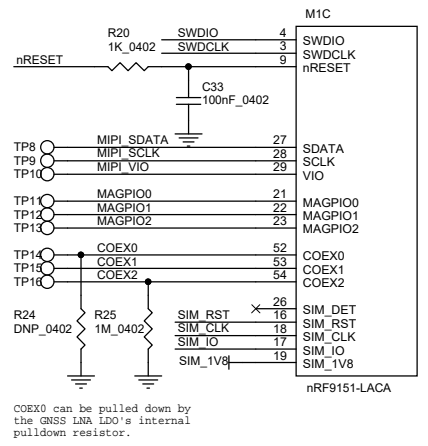 M1C
R20
1K_0402
SWDIO 4 SWDIO
SWDCLK 3 SWDCLK
nRESET 9 nRESET
C33
100nF_0402
TP8 MIPI_SDATA 27 SDATA
TP9 MIPI_SCLK 28 SCLK
TP10 MIPI_VIO 29 VIO
TP11 MAGPIO0 21 MAGPIO0
TP12 MAGPIO1 22 MAGPIO1
TP13 MAGPIO2 23 MAGPIO2
TP14 COEX0 52 COEX0
TP15 COEX1 53 COEX1
TP16 COEX2 54 COEX2
26 SIM_DET
R24
DNP_0402
R25
1M_0402
SIM_RST 16 SIM_RST
SIM_CLK 18 SIM_CLK
SIM_IO 17 SIM_IO
SIM_1V8 19 SIM_1V8
nRF9151-LACA
COEX0 can be pulled down by
the GNSS LNA LDO's internal
pulldown resistor.